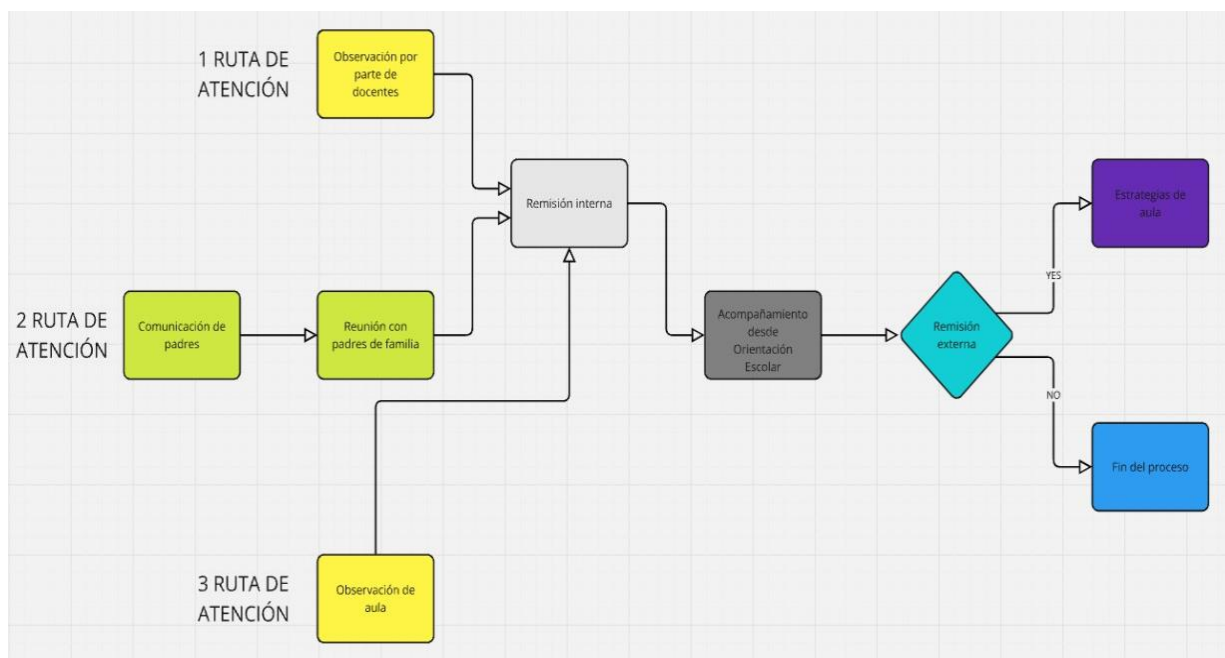 1 RUTA DE
ATENCIÓN
Observación por
parte de
docentes
Remisión interna
Estrategias de
aula
YES
2 RUTA DE
ATENCIÓN
Comunicación de
padres
Reunión con
padres de familia
Acompañamiento
desde
Orientación
Escolar
Remisión
externa
NO
Fin del proceso
3 RUTA DE
ATENCIÓN
Observación de
aula